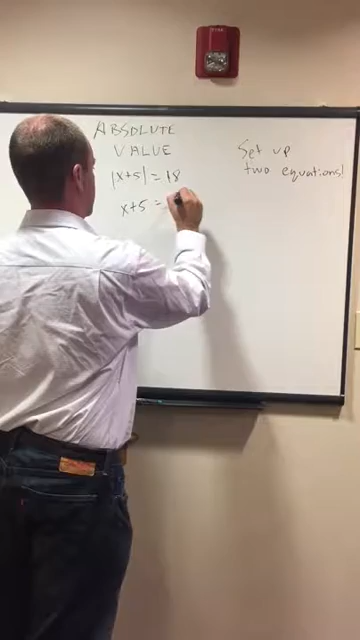 ABSOLUTE
VALUE
|x+5| = 18
x+5 =
Set up
two equations!